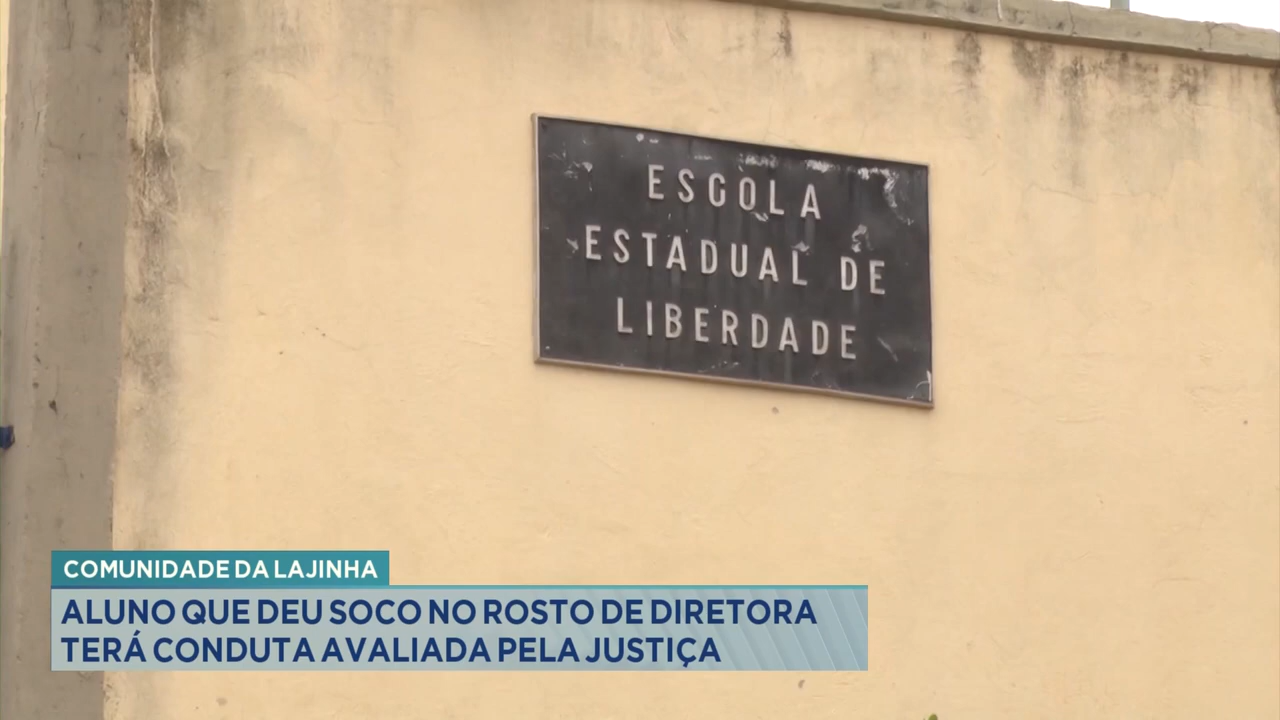 ESCOLA
ESTADUAL DE
LIBERDADE
COMUNIDADE DA LAJINHA
ALUNO QUE DEU SOCO NO ROSTO DE DIRETORA
TERÁ CONDUTA AVALIADA PELA JUSTIÇA